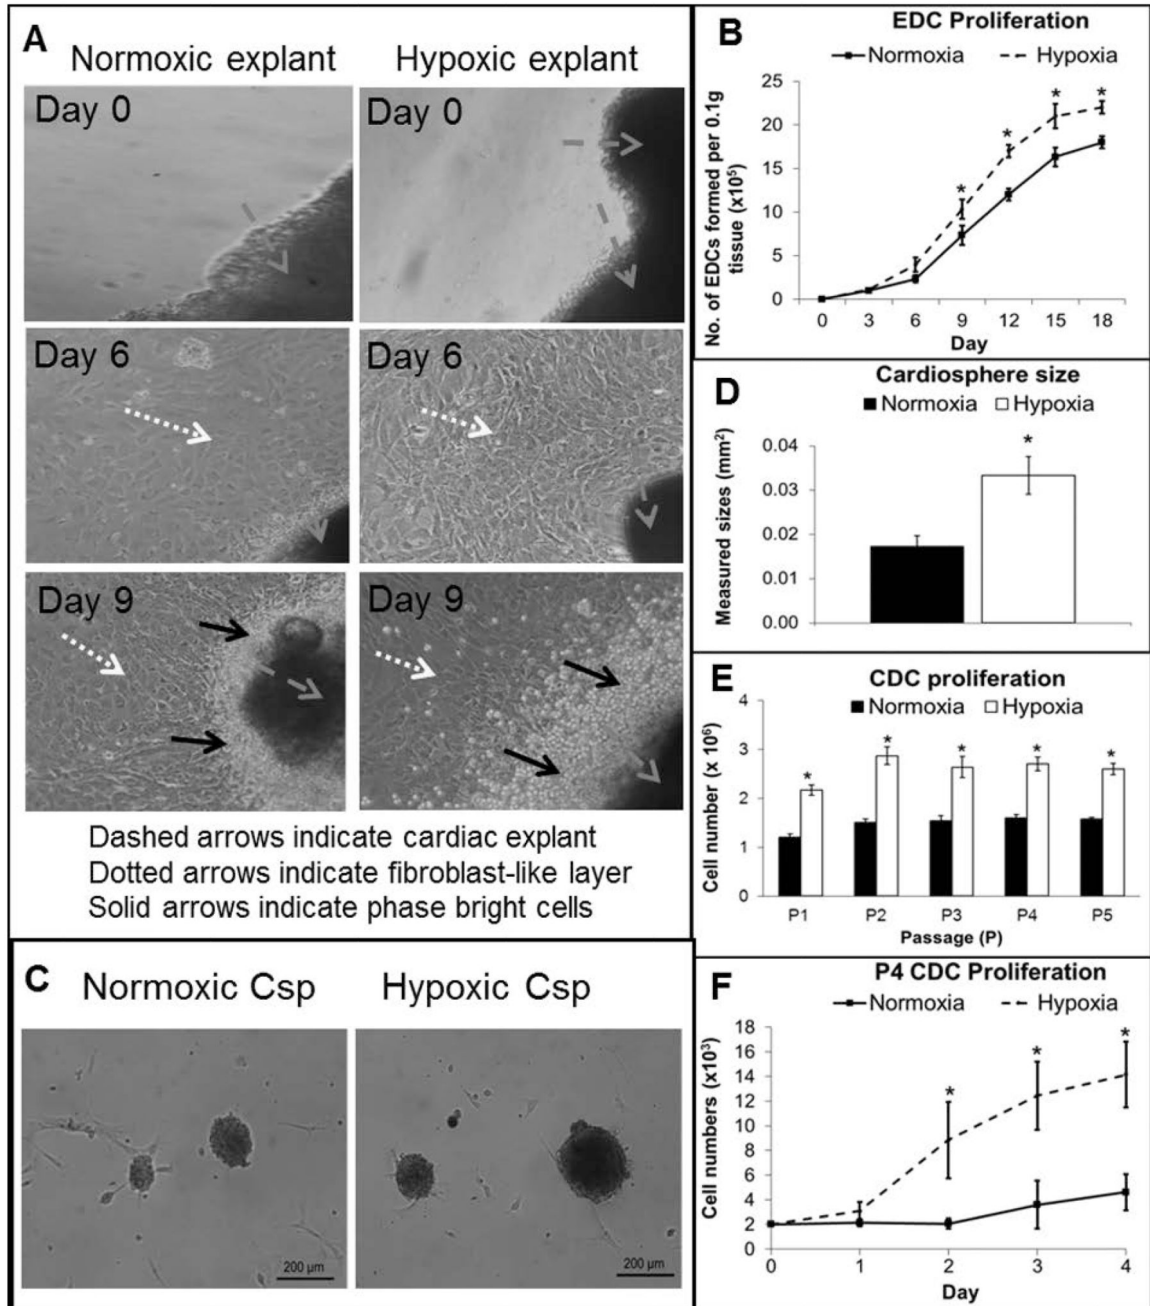 A
Normoxic explant
Hypoxic explant
Day 0
Day 0
Day 6
Day 6
Day 9
Day 9
Dashed arrows indicate cardiac explant
Dotted arrows indicate fibroblast-like layer
Solid arrows indicate phase bright cells
B
EDC Proliferation
Normoxia
Hypoxia
No. of EDCs formed per 0.1g
tissue (x10⁵)
25
20
15
10
5
0
* * * *
0 3 6 9 12 15 18
Day
C
Normoxic Csp
Hypoxic Csp
200 µm
200 µm
D
Cardiosphere size
Normoxia
Hypoxia
Measured sizes (mm²)
0.04
0.03
0.02
0.01
0.00
*
E
CDC proliferation
Normoxia
Hypoxia
Cell number (x 10⁶)
4
3
2
1
0
* * * * *
P1 P2 P3 P4 P5
Passage (P)
F
P4 CDC Proliferation
Normoxia
Hypoxia
Cell numbers (x10³)
18
16
14
12
10
8
6
4
2
0
* * *
0 1 2 3 4
Day